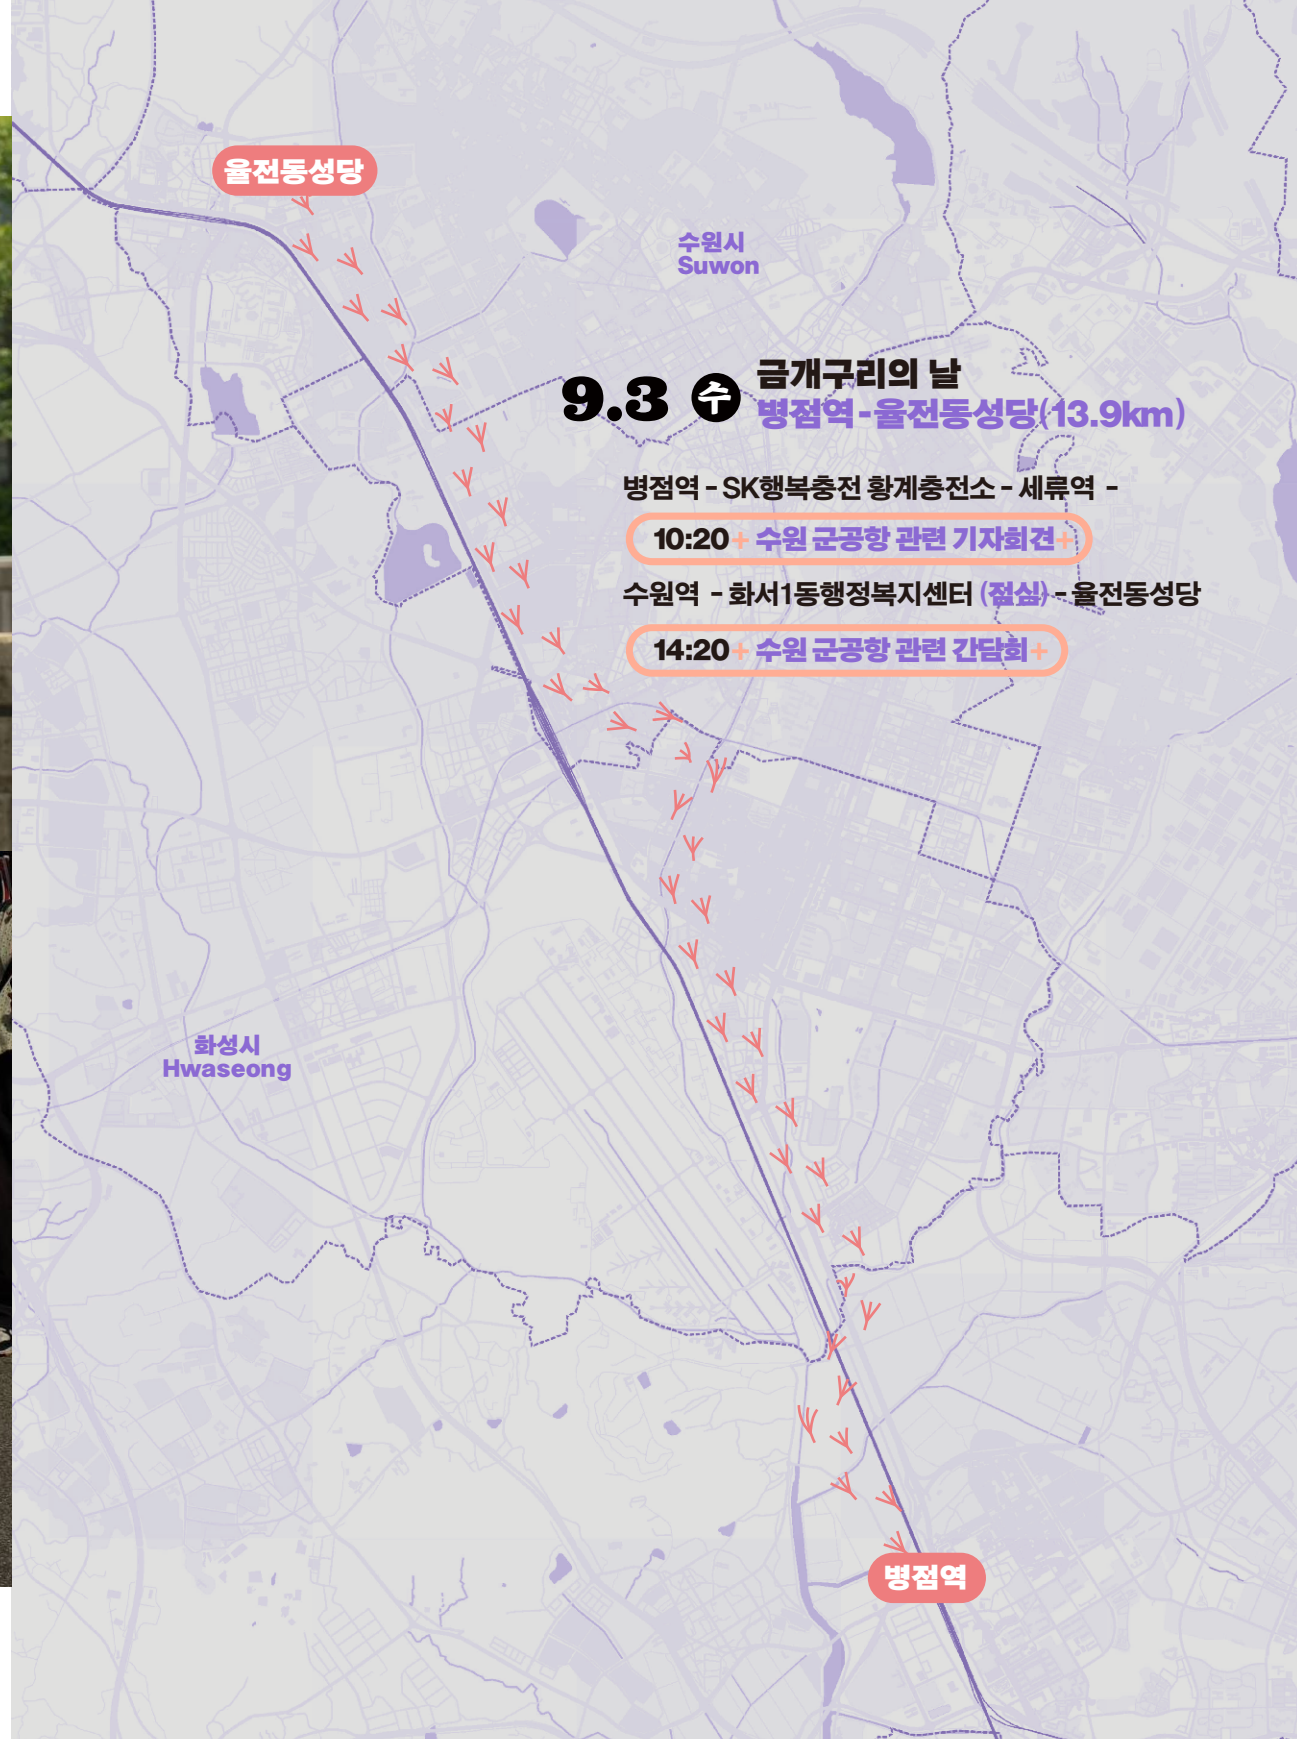 율전동성당
수원시
Suwon
9.3 수 금개구리의 날
병점역-율전동성당(13.9km)
병점역 - SK행복충전 황계충전소 - 세류역 -
10:20+ 수원 군공항 관련 기자회견+
수원역 - 화서1동행정복지센터 (점심) - 율전동성당
14:20+ 수원 군공항 관련 간담회+
화성시
Hwaseong
병점역